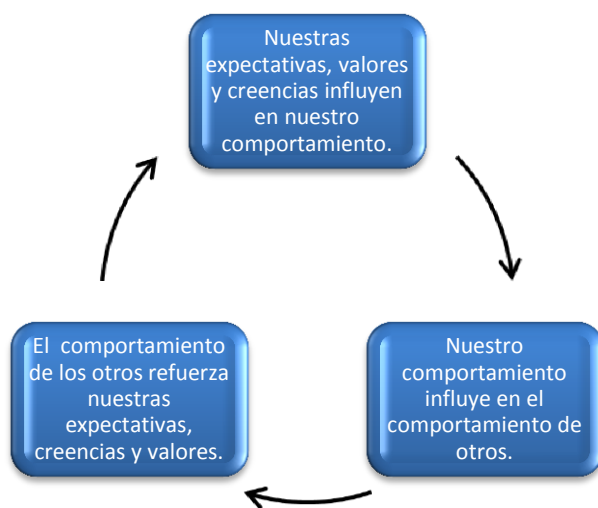 Nuestras
expectativas, valores
y creencias influyen
en nuestro
comportamiento.
Nuestro
comportamiento
influye en el
comportamiento de
otros.
El comportamiento
de los otros refuerza
nuestras
expectativas,
creencias y valores.